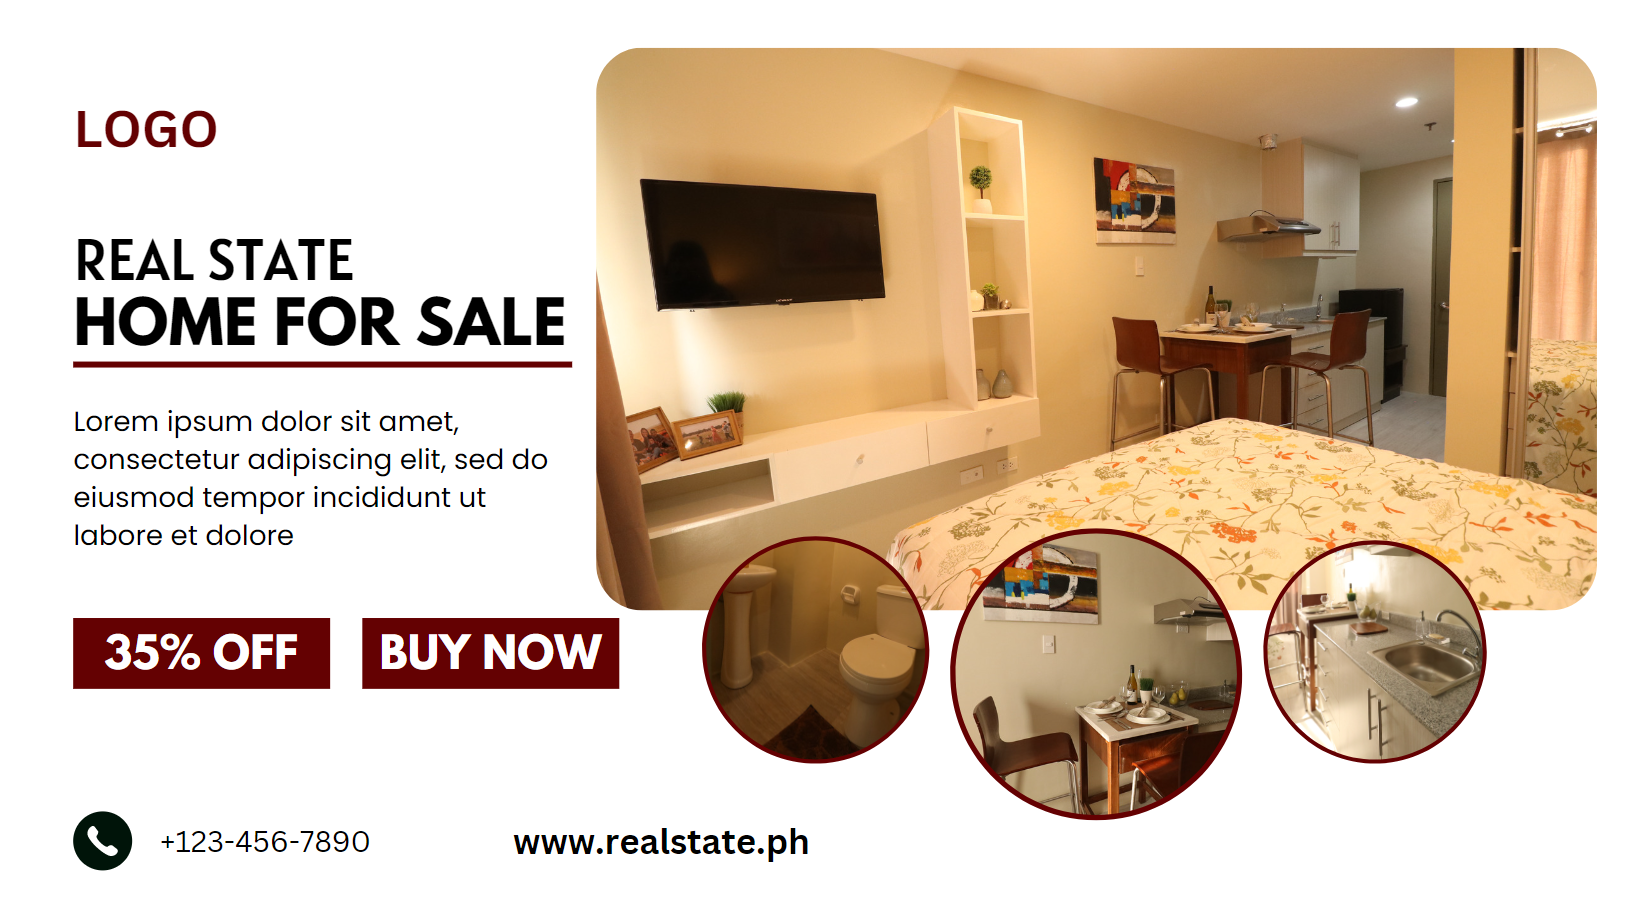 LOGO
REAL STATE
HOME FOR SALE
Lorem ipsum dolor sit amet,
consectetur adipiscing elit, sed do
eiusmod tempor incididunt ut
labore et dolore
35% OFF
BUY NOW
+123-456-7890
www.realstate.ph